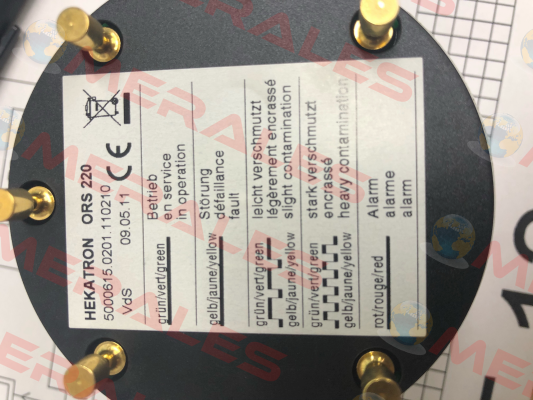 HEKATRON ORS 220
5000615.0201.110210
VdS 09.05.11 CE
grün/vert/green
Betrieb
en service
in operation
gelb/jaune/yellow
Störung
défaillance
fault
grün/vert/green
gelb/jaune/yellow
leicht verschmutzt
légèrement encrassé
slight contamination
grün/vert/green
gelb/jaune/yellow
stark verschmutzt
encrassé
heavy contamination
rot/rouge/red
Alarm
alarme
alarm
MERALES